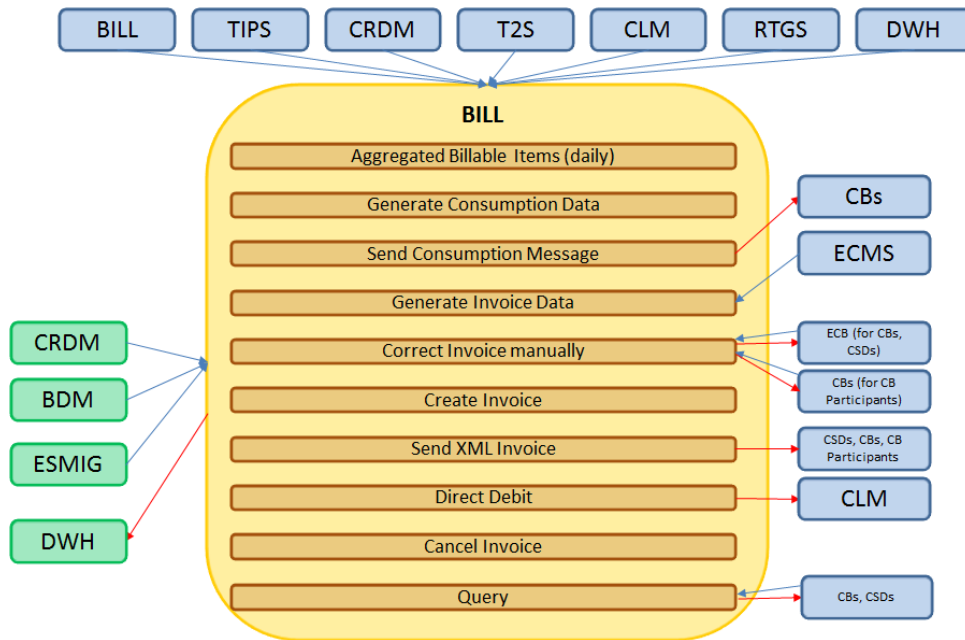 BILL
TIPS
CRDM
T2S
CLM
RTGS
DWH
BILL
Aggregated Billable Items (daily)
Generate Consumption Data
Send Consumption Message
Generate Invoice Data
Correct Invoice manually
Create Invoice
Send XML Invoice
Direct Debit
Cancel Invoice
Query
CRDM
BDM
ESMIG
DWH
CBs
ECMS
ECB (for CBs,
CSDs)
CBs (for CB
Participants)
CSDs, CBs, CB
Participants
CLM
CBs, CSDs